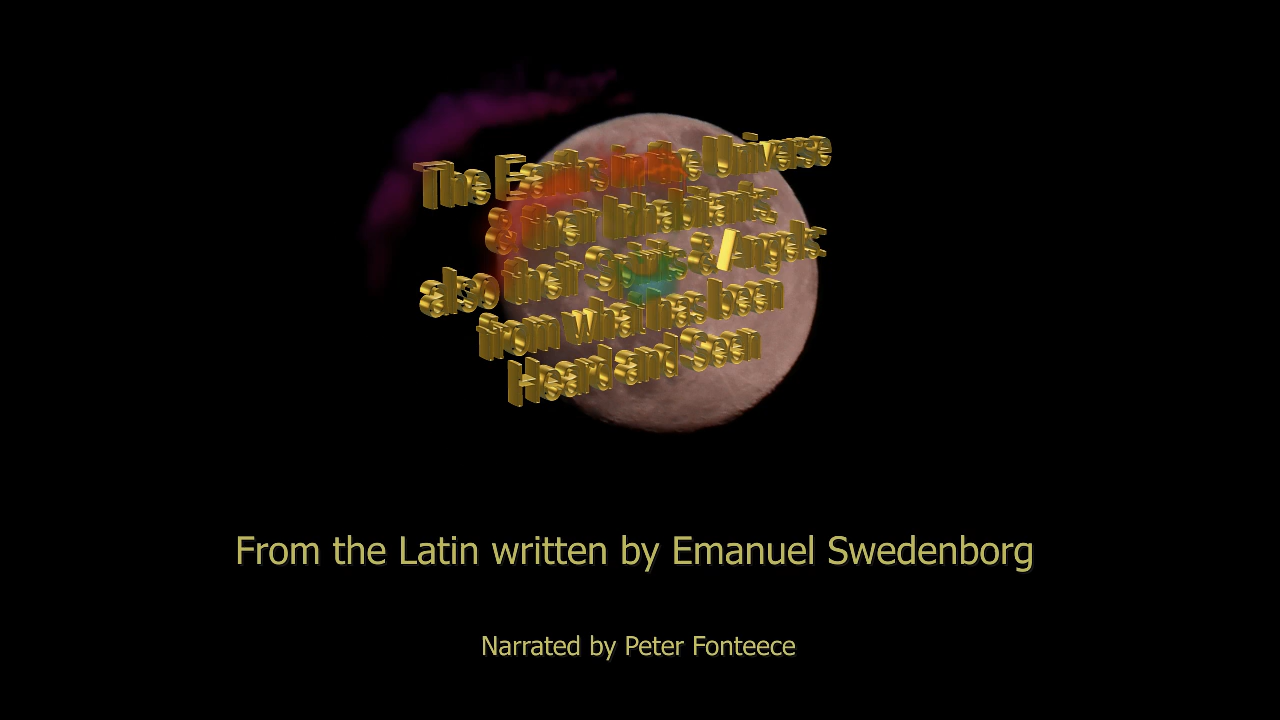 The Earths in the Universe
& their Inhabitants
also their Spirits & Angels
from what has been
Heard and Seen
From the Latin written by Emanuel Swedenborg
Narrated by Peter Fonteece